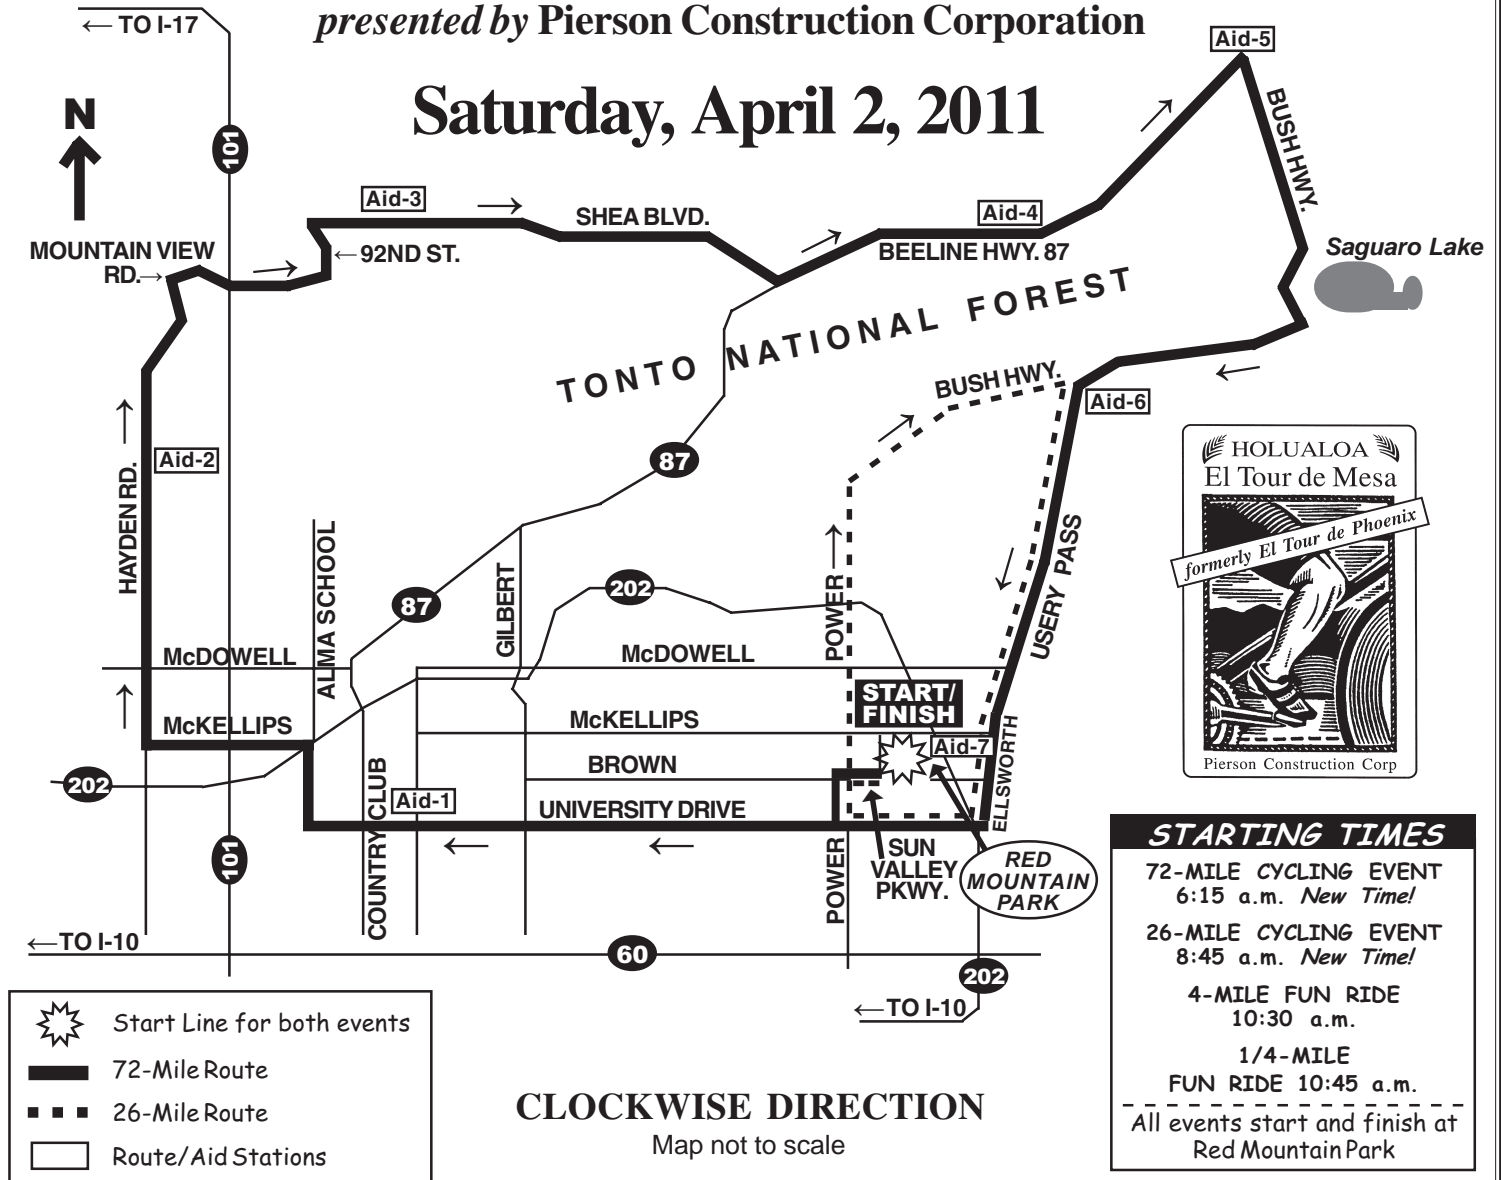 ← TO I-17
presented by Pierson Construction Corporation
Saturday, April 2, 2011
N
101
Aid-5
BUSH HWY.
Aid-3
→
SHEA BLVD.
Aid-4
BEELINE HWY. 87
MOUNTAIN VIEW
RD.→
←92ND ST.
Saguaro Lake
TONTO NATIONAL FOREST
BUSH HWY.
Aid-6
Aid-2
HAYDEN RD.
87
87
ALMA SCHOOL
GILBERT
202
POWER
USERY PASS
McDOWELL
McDOWELL
McKELLIPS
McKELLIPS
START/
FINISH
Aid-7
ELLSWORTH
BROWN
202
Aid-1
UNIVERSITY DRIVE
COUNTRY CLUB
101
POWER
SUN
VALLEY
PKWY.
RED
MOUNTAIN
PARK
←TO I-10
60
202
←TO I-10
HOLUALOA
El Tour de Mesa
formerly El Tour de Phoenix
Pierson Construction Corp
STARTING TIMES
72-MILE CYCLING EVENT
6:15 a.m. New Time!
26-MILE CYCLING EVENT
8:45 a.m. New Time!
4-MILE FUN RIDE
10:30 a.m.
1/4-MILE
FUN RIDE 10:45 a.m.
All events start and finish at
Red Mountain Park
Start Line for both events
72-Mile Route
26-Mile Route
Route/Aid Stations
CLOCKWISE DIRECTION
Map not to scale